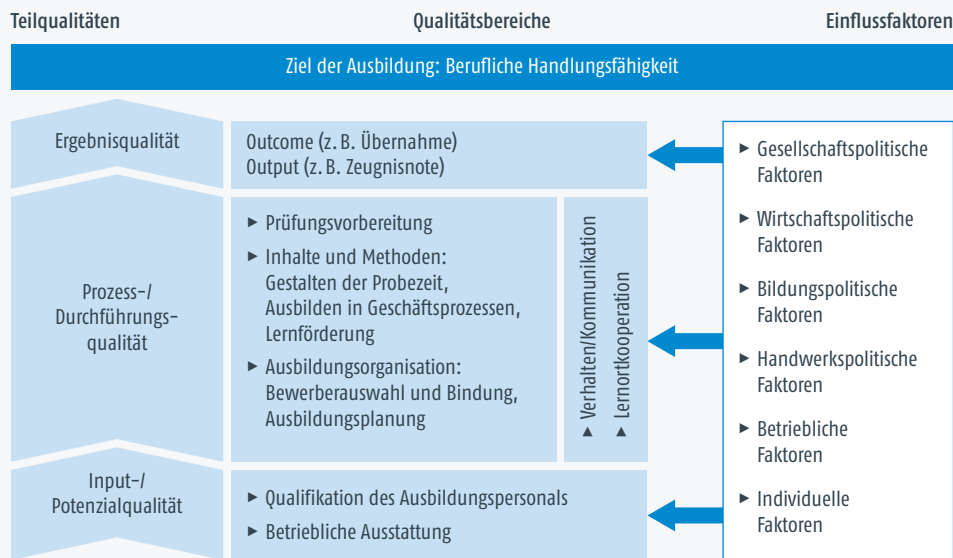 Teilqualitäten
Qualitätsbereiche
Einflussfaktoren
Ziel der Ausbildung: Berufliche Handlungsfähigkeit
Ergebnisqualität
Outcome (z. B. Übernahme)
Output (z. B. Zeugnisnote)
Prozess-/
Durchführungs-
qualität
► Prüfungsvorbereitung
► Inhalte und Methoden:
Gestalten der Probezeit,
Ausbilden in Geschäftsprozessen,
Lernförderung
► Ausbildungsorganisation:
Bewerberauswahl und Bindung,
Ausbildungsplanung
► Verhalten/Kommunikation
► Lernortkooperation
Input-/
Potenzialqualität
► Qualifikation des Ausbildungspersonals
► Betriebliche Ausstattung
► Gesellschaftspolitische
Faktoren
► Wirtschaftspolitische
Faktoren
► Bildungspolitische
Faktoren
► Handwerkspolitische
Faktoren
► Betriebliche
Faktoren
► Individuelle
Faktoren